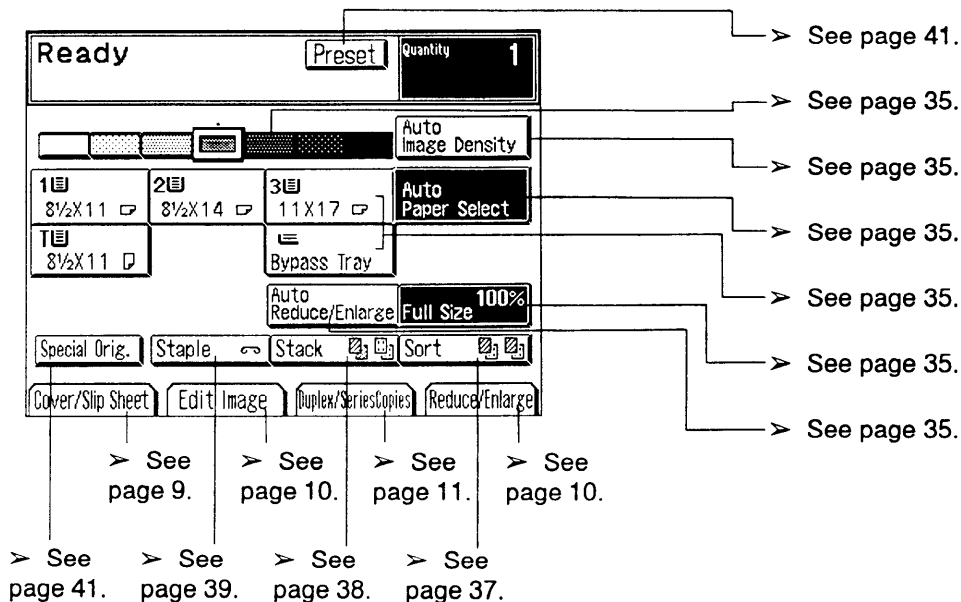 Ready
Preset
Quantity 1
➢ See page 41.
➢ See page 35.
Auto
Image Density
➢ See page 35.
1 2 3 Auto
8½X11 8½X14 11X17 Paper Select
➢ See page 35.
T
8½X11 Bypass Tray
➢ See page 35.
Auto
Reduce/Enlarge Full Size 100%
➢ See page 35.
Special Orig. Staple Stack Sort
Cover/Slip Sheet Edit Image Duplex/SeriesCopies Reduce/Enlarge
➢ See page 35.
➢ See
page 9.
➢ See
page 10.
➢ See
page 11.
➢ See
page 10.
➢ See
page 41.
➢ See
page 39.
➢ See
page 38.
➢ See
page 37.